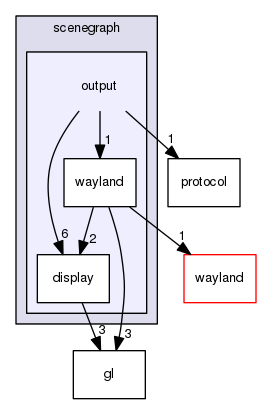 scenegraph
output
1
1
wayland
protocol
6
2
1
display
wayland
3
3
gl